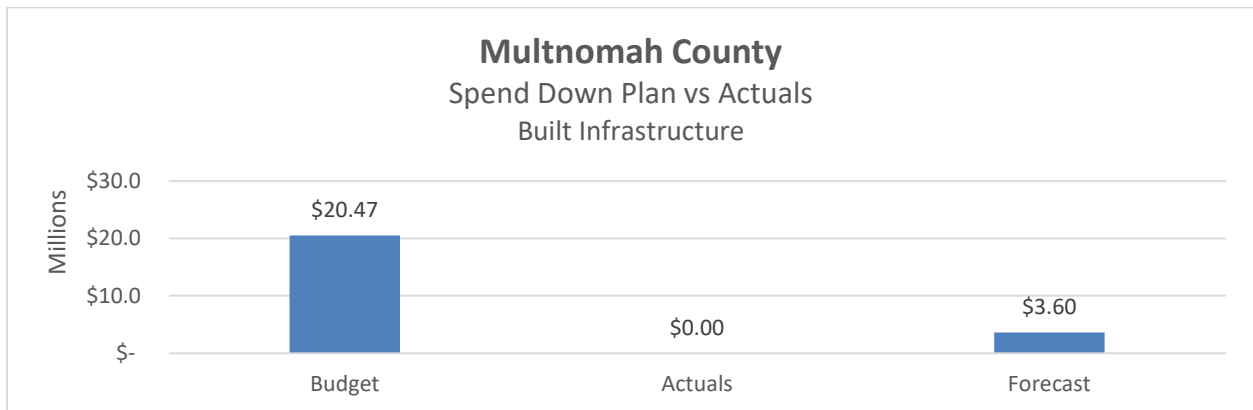 Multnomah County
Spend Down Plan vs Actuals
Built Infrastructure
Millions
$30.0
$20.0
$10.0
$-
$20.47
$0.00
$3.60
Budget
Actuals
Forecast